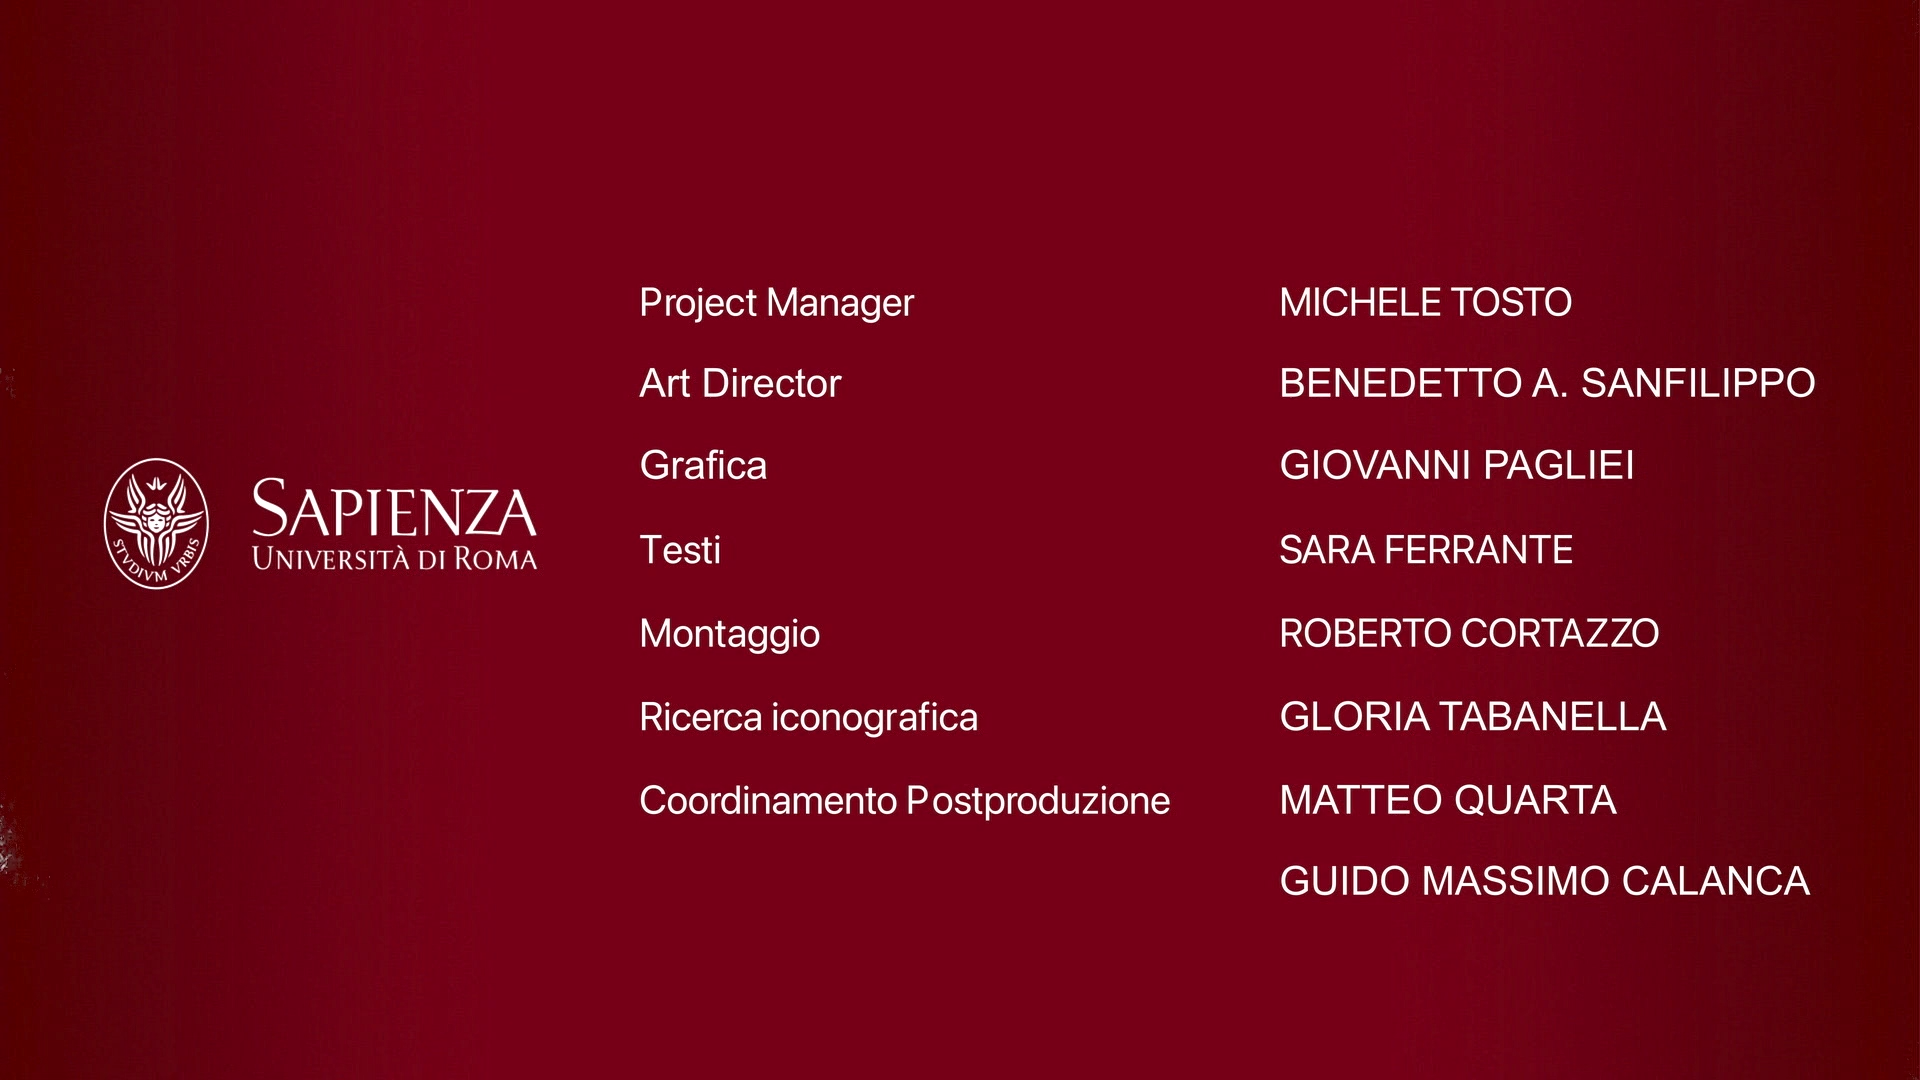 STVDIVM VRBIS
SAPIENZA
UNIVERSITÀ DI ROMA
Project Manager MICHELE TOSTO
Art Director BENEDETTO A. SANFILIPPO
Grafica GIOVANNI PAGLIEI
Testi SARA FERRANTE
Montaggio ROBERTO CORTAZZO
Ricerca iconografica GLORIA TABANELLA
Coordinamento Postproduzione MATTEO QUARTA
GUIDO MASSIMO CALANCA